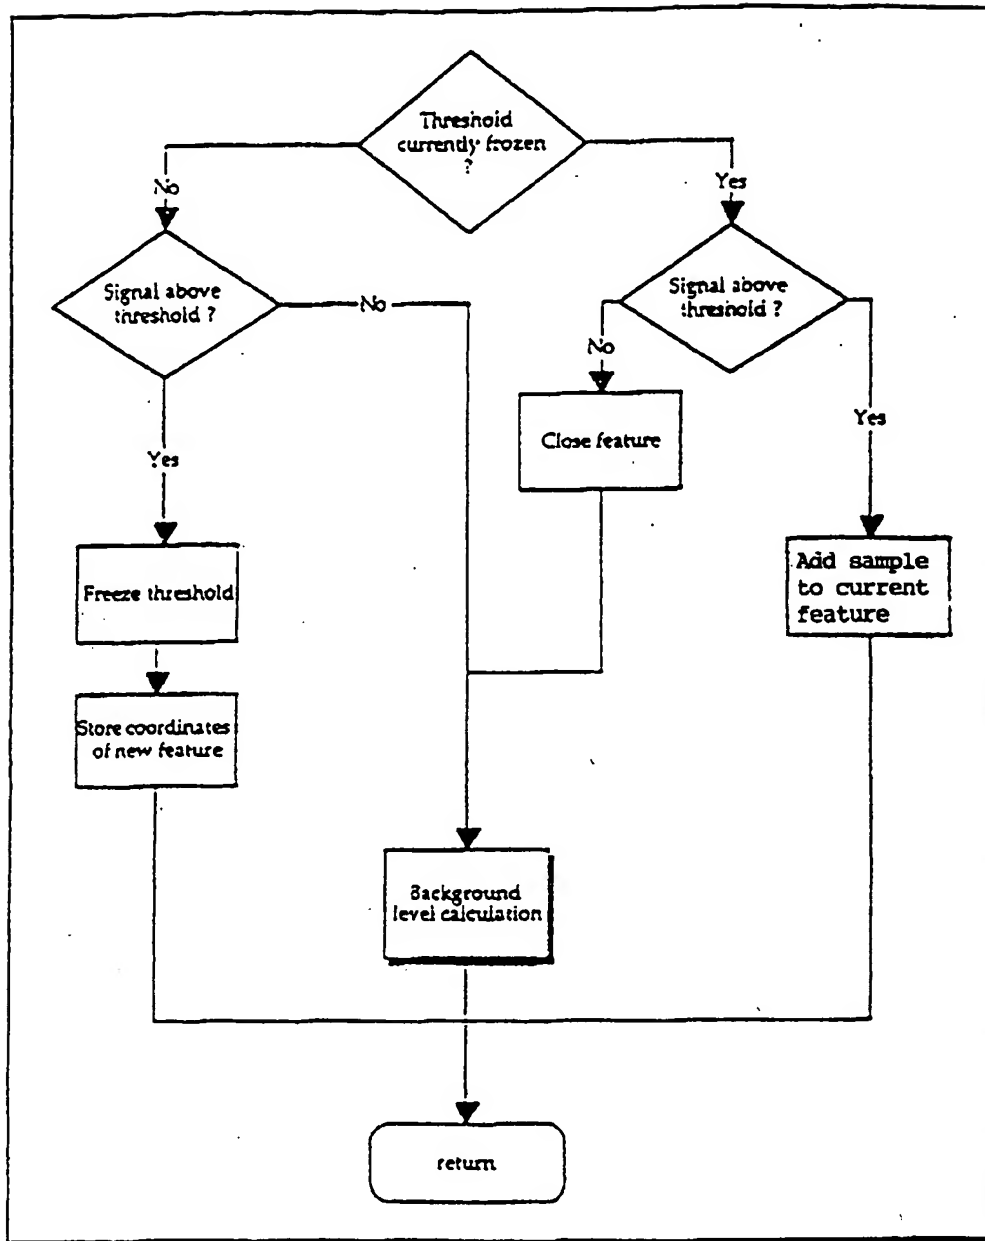 Threshold
currently frozen
?
No
Yes
Signal above
threshold ?
No
Signal above
threshold ?
No
Yes
Close feature
Yes
Freeze threshold
Add sample
to current
feature
Store coordinates
of new feature
Background
level calculation
return